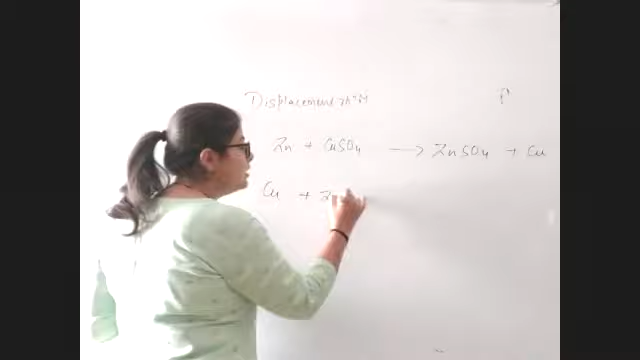 Displacement rxn
Zn + CuSO4 → ZnSO4 + Cu
Cu + Z